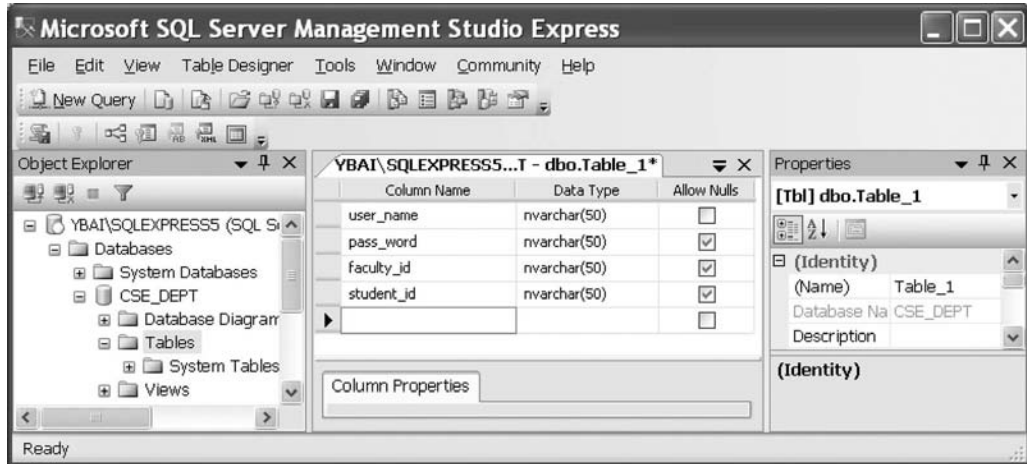 Microsoft SQL Server Management Studio Express
File Edit View Table Designer Tools Window Community Help
New Query
Object Explorer
YBAI\SQLEXPRESS5 (SQL S
Databases
System Databases
CSE_DEPT
Database Diagram
Tables
System Tables
Views
YBAI\SQLEXPRESS5...T - dbo.Table_1*
Column Name Data Type Allow Nulls
user_name nvarchar(50)
pass_word nvarchar(50)
faculty_id nvarchar(50)
student_id nvarchar(50)
Column Properties
Properties
[Tbl] dbo.Table_1
(Identity)
(Name) Table_1
Database Na CSE_DEPT
Description
(Identity)
Ready